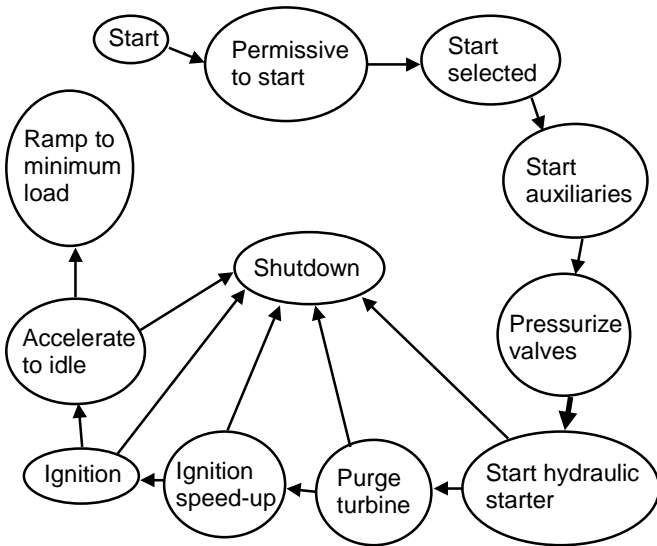 Start
Permissive
to start
Start
selected
Start
auxiliaries
Pressurize
valves
Start hydraulic
starter
Purge
turbine
Ignition
speed-up
Ignition
Accelerate
to idle
Ramp to
minimum
load
Shutdown